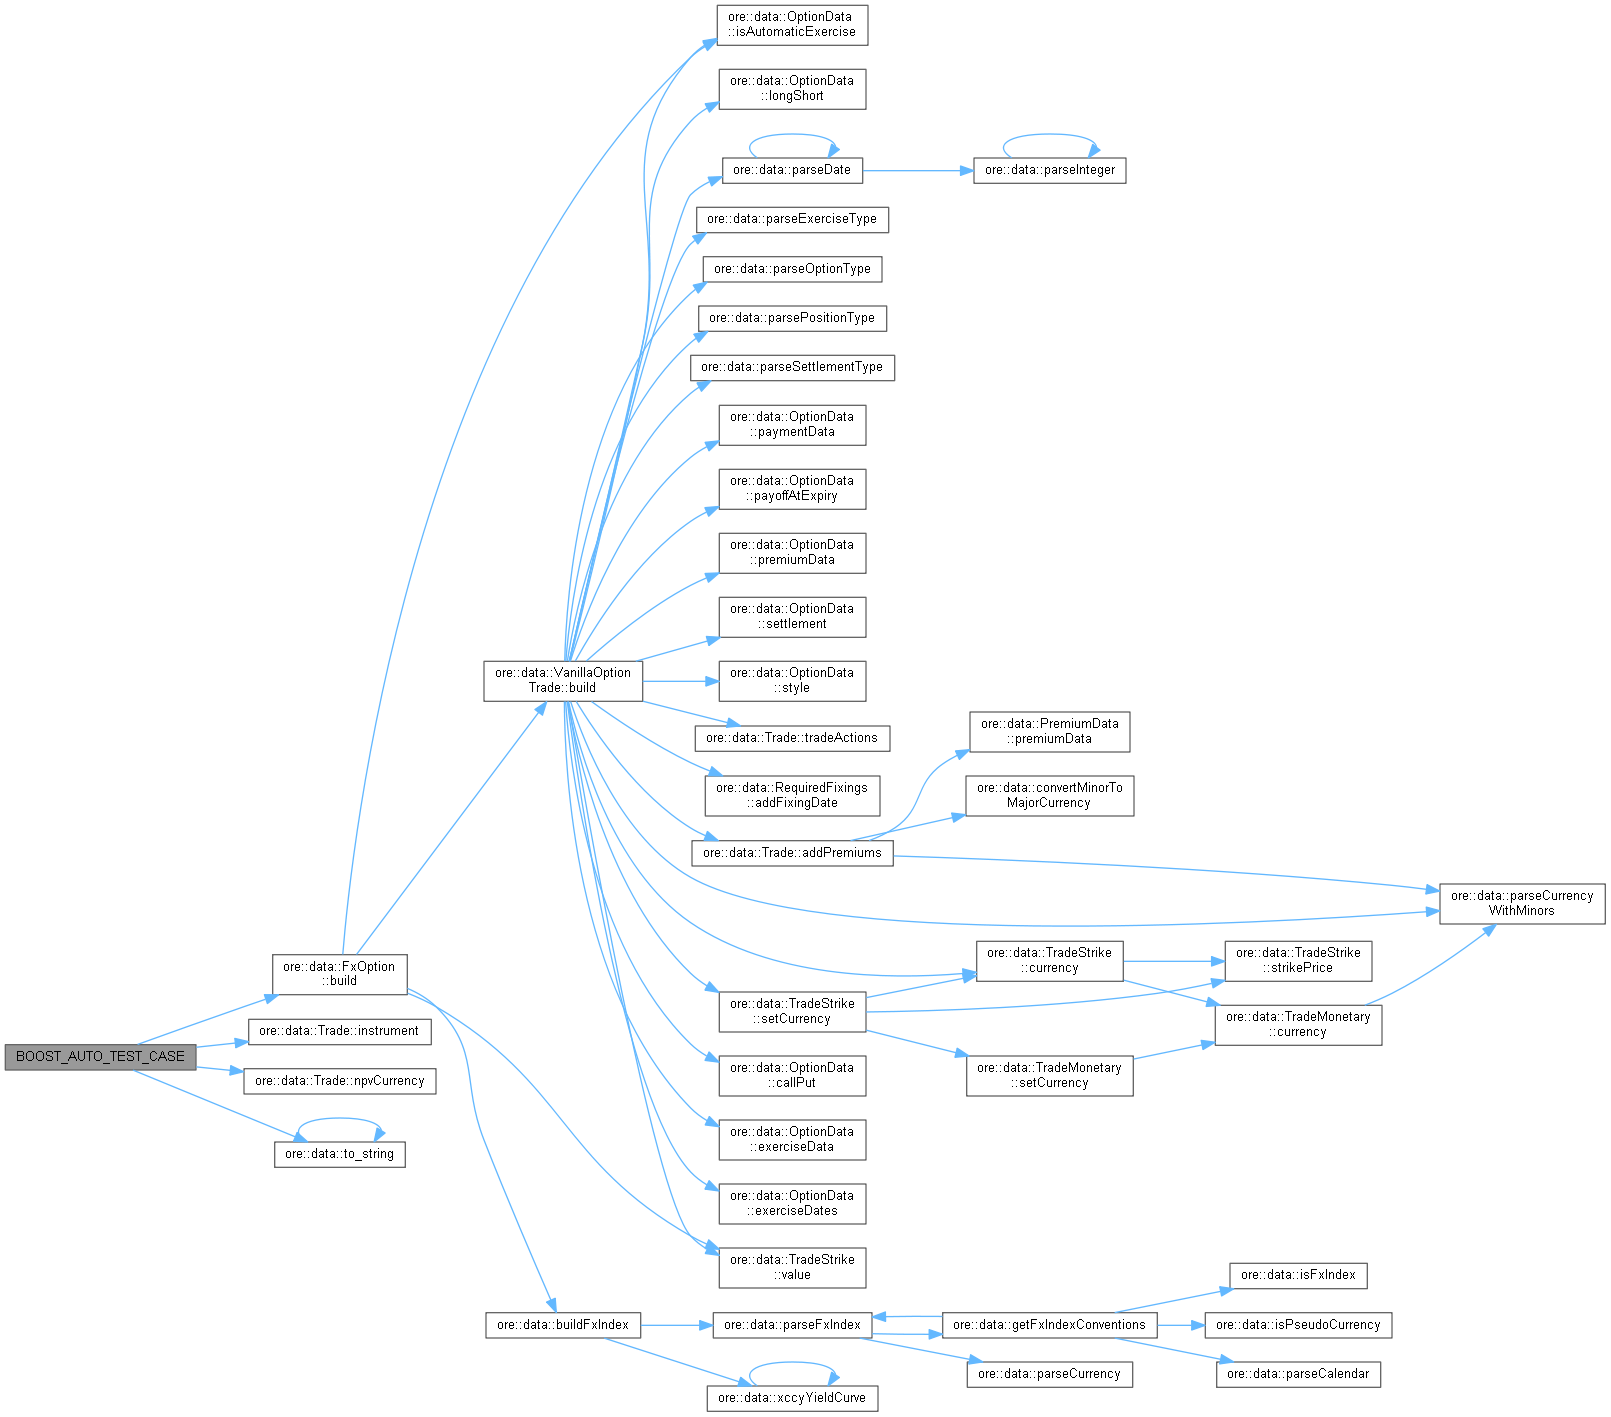 ore::data::OptionData
::isAutomaticExercise
ore::data::OptionData
::longShort
ore::data::parseDate
ore::data::parseInteger
ore::data::parseExerciseType
ore::data::parseOptionType
ore::data::parsePositionType
ore::data::parseSettlementType
ore::data::OptionData
::paymentData
ore::data::OptionData
::payoffAtExpiry
ore::data::OptionData
::premiumData
ore::data::OptionData
::settlement
ore::data::VanillaOption
Trade::build
ore::data::OptionData
::style
ore::data::Trade::tradeActions
ore::data::PremiumData
::premiumData
ore::data::RequiredFixings
::addFixingDate
ore::data::convertMinorTo
MajorCurrency
ore::data::Trade::addPremiums
ore::data::parseCurrency
WithMinors
ore::data::FxOption
::build
ore::data::TradeStrike
::currency
ore::data::TradeStrike
::strikePrice
ore::data::TradeStrike
::setCurrency
ore::data::TradeMonetary
::currency
ore::data::Trade::instrument
BOOST_AUTO_TEST_CASE
ore::data::Trade::npvCurrency
ore::data::OptionData
::callPut
ore::data::TradeMonetary
::setCurrency
ore::data::to_string
ore::data::OptionData
::exerciseData
ore::data::OptionData
::exerciseDates
ore::data::TradeStrike
::value
ore::data::isFxIndex
ore::data::buildFxIndex
ore::data::parseFxIndex
ore::data::getFxIndexConventions
ore::data::isPseudoCurrency
ore::data::parseCurrency
ore::data::parseCalendar
ore::data::xccyYieldCurve